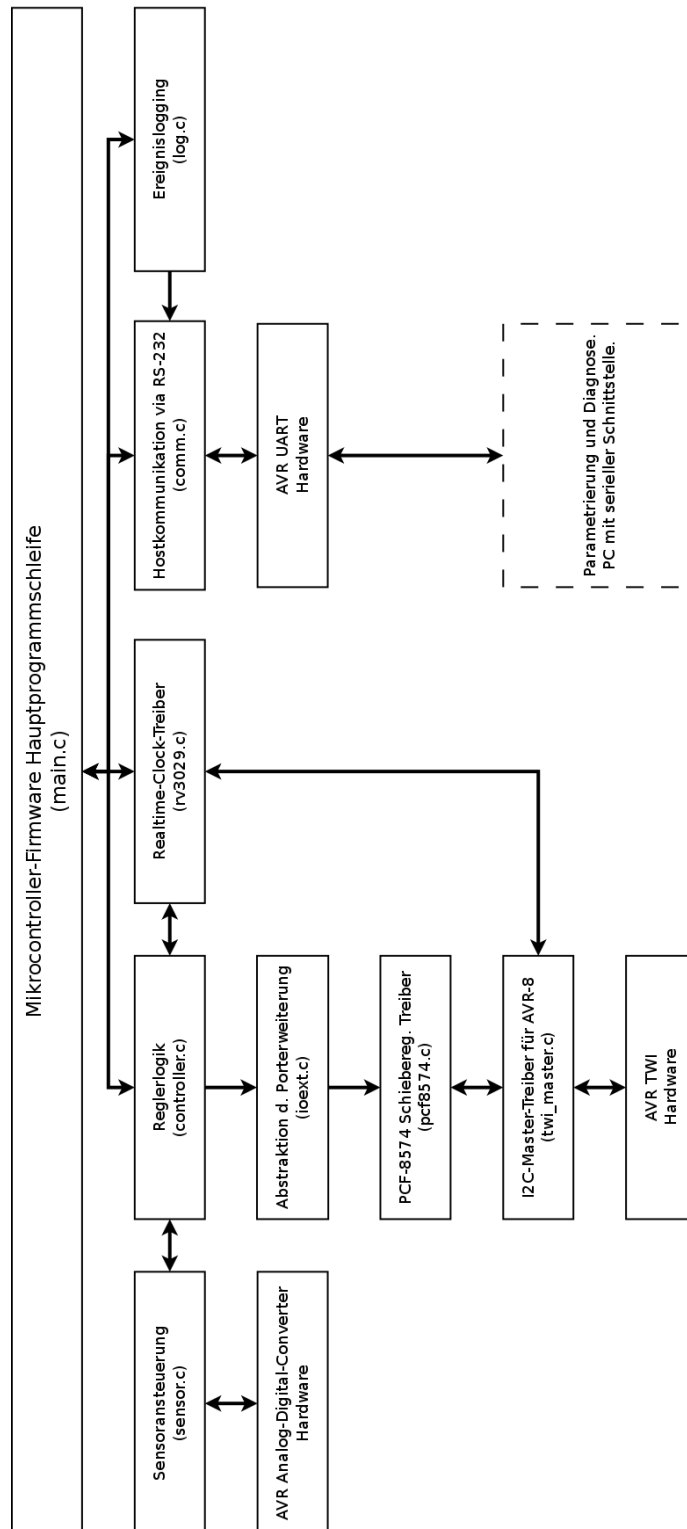 Mikrocontroller-Firmware Hauptprogrammschleife
(main.c)
Sensoransteuerung
(sensor.c)
Reglerlogik
(controller.c)
Realtime-Clock-Treiber
(rv3029.c)
Hostkommunikation via RS-232
(comm.c)
Ereignislogging
(log.c)
AVR Analog-Digital-Converter
Hardware
Abstraktion d. Porterweiterung
(ioext.c)
AVR UART
Hardware
PCF-8574 Schiebereg. Treiber
(pcf8574.c)
I2C-Master-Treiber für AVR-8
(twi_master.c)
Parametrierung und Diagnose.
PC mit serieller Schnittstelle.
AVR TWI
Hardware